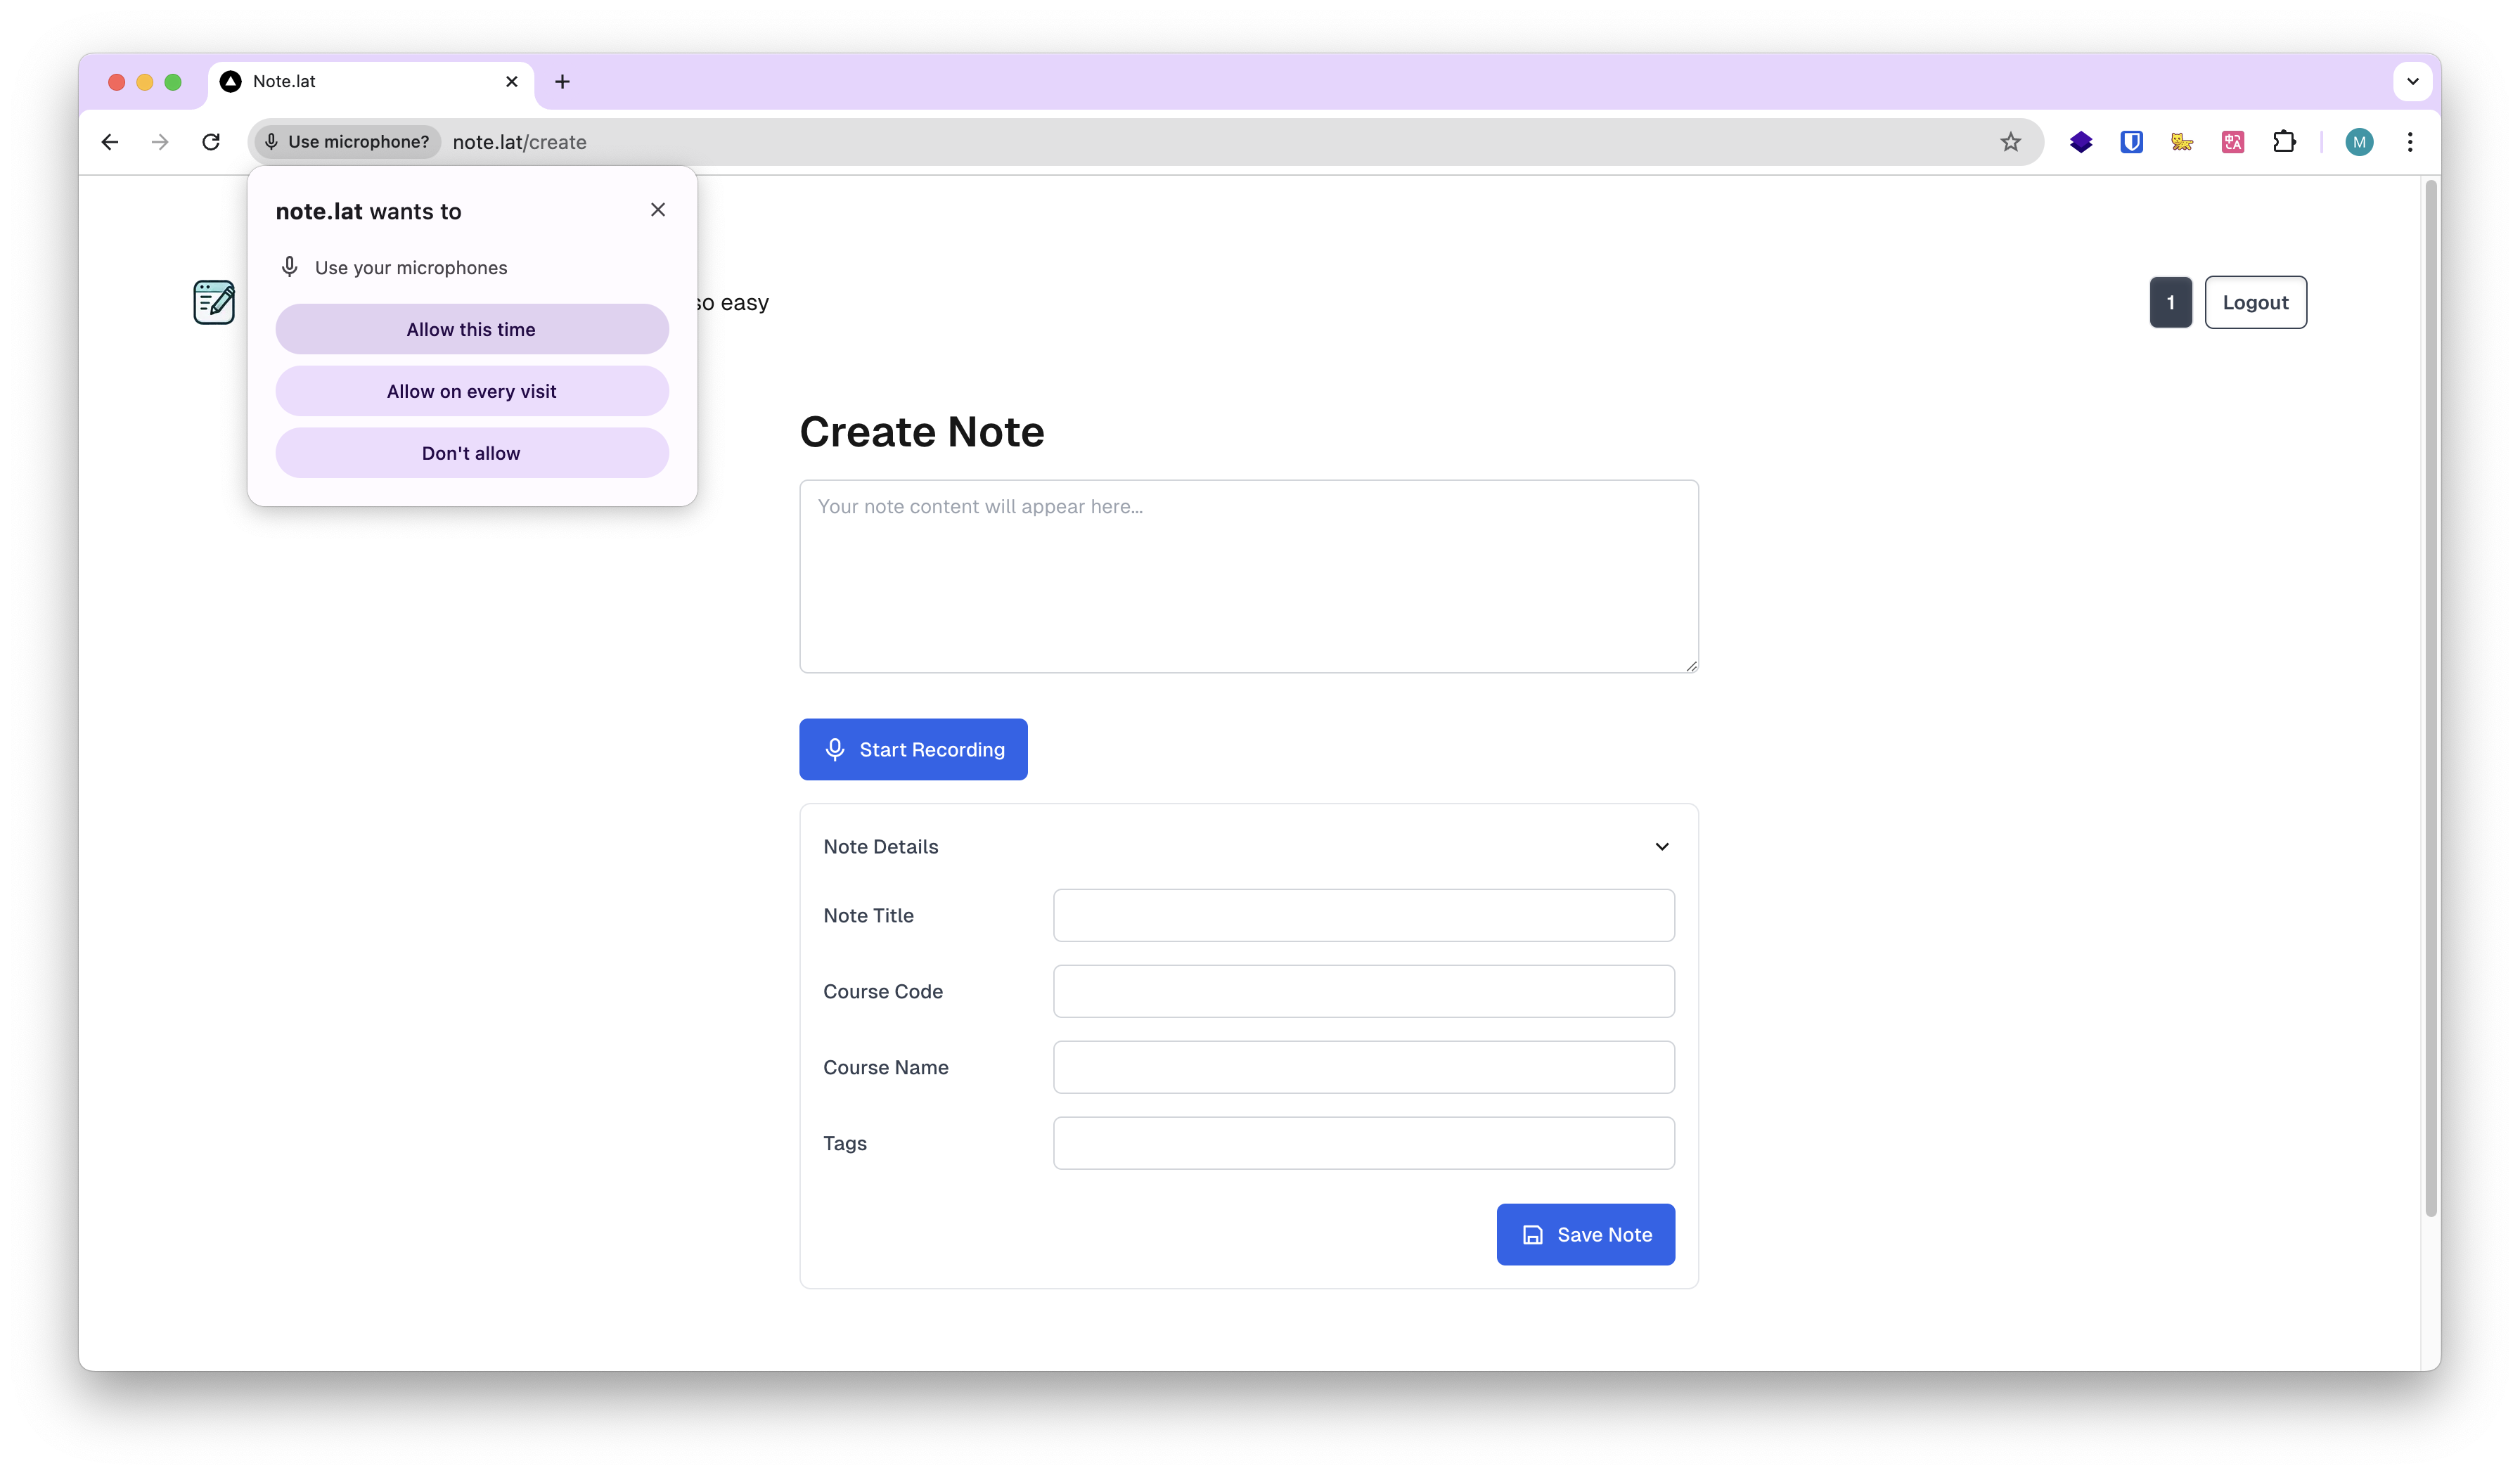 Note.lat
Use microphone?
note.lat/create
M
note.lat wants to
Use your microphones
Allow this time
Allow on every visit
Don't allow
so easy
1
Logout
Create Note
Your note content will appear here...
Start Recording
Note Details
Note Title
Course Code
Course Name
Tags
Save Note